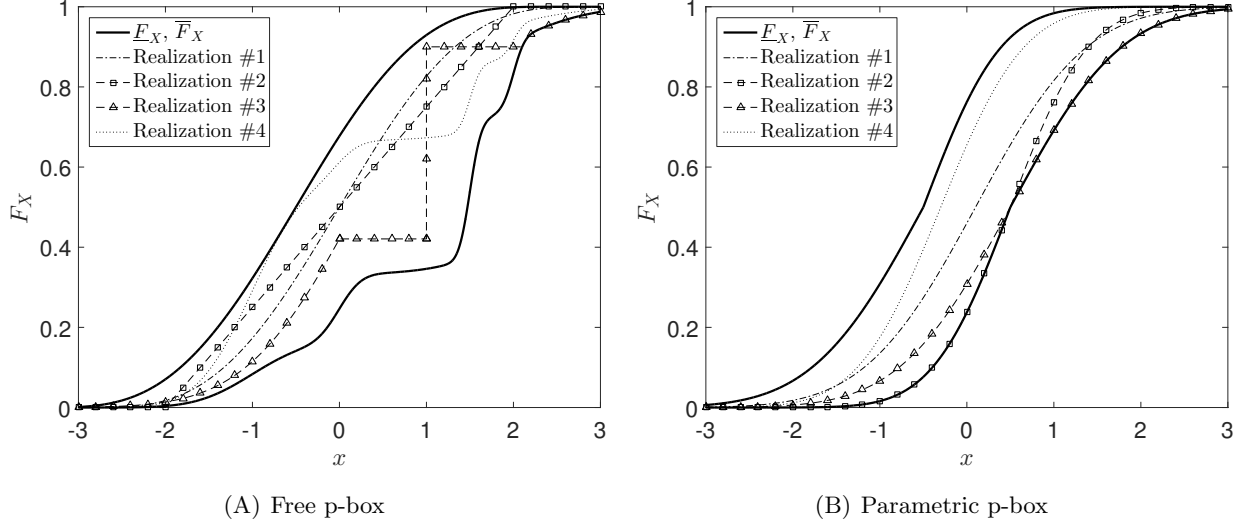 F̲_X, F̅_X
Realization #1
Realization #2
Realization #3
Realization #4
F_X
1
0.8
0.6
0.4
0.2
0
-3 -2 -1 0 1 2 3
x
(A) Free p-box
F̲_X, F̅_X
Realization #1
Realization #2
Realization #3
Realization #4
F_X
1
0.8
0.6
0.4
0.2
0
-3 -2 -1 0 1 2 3
x
(B) Parametric p-box